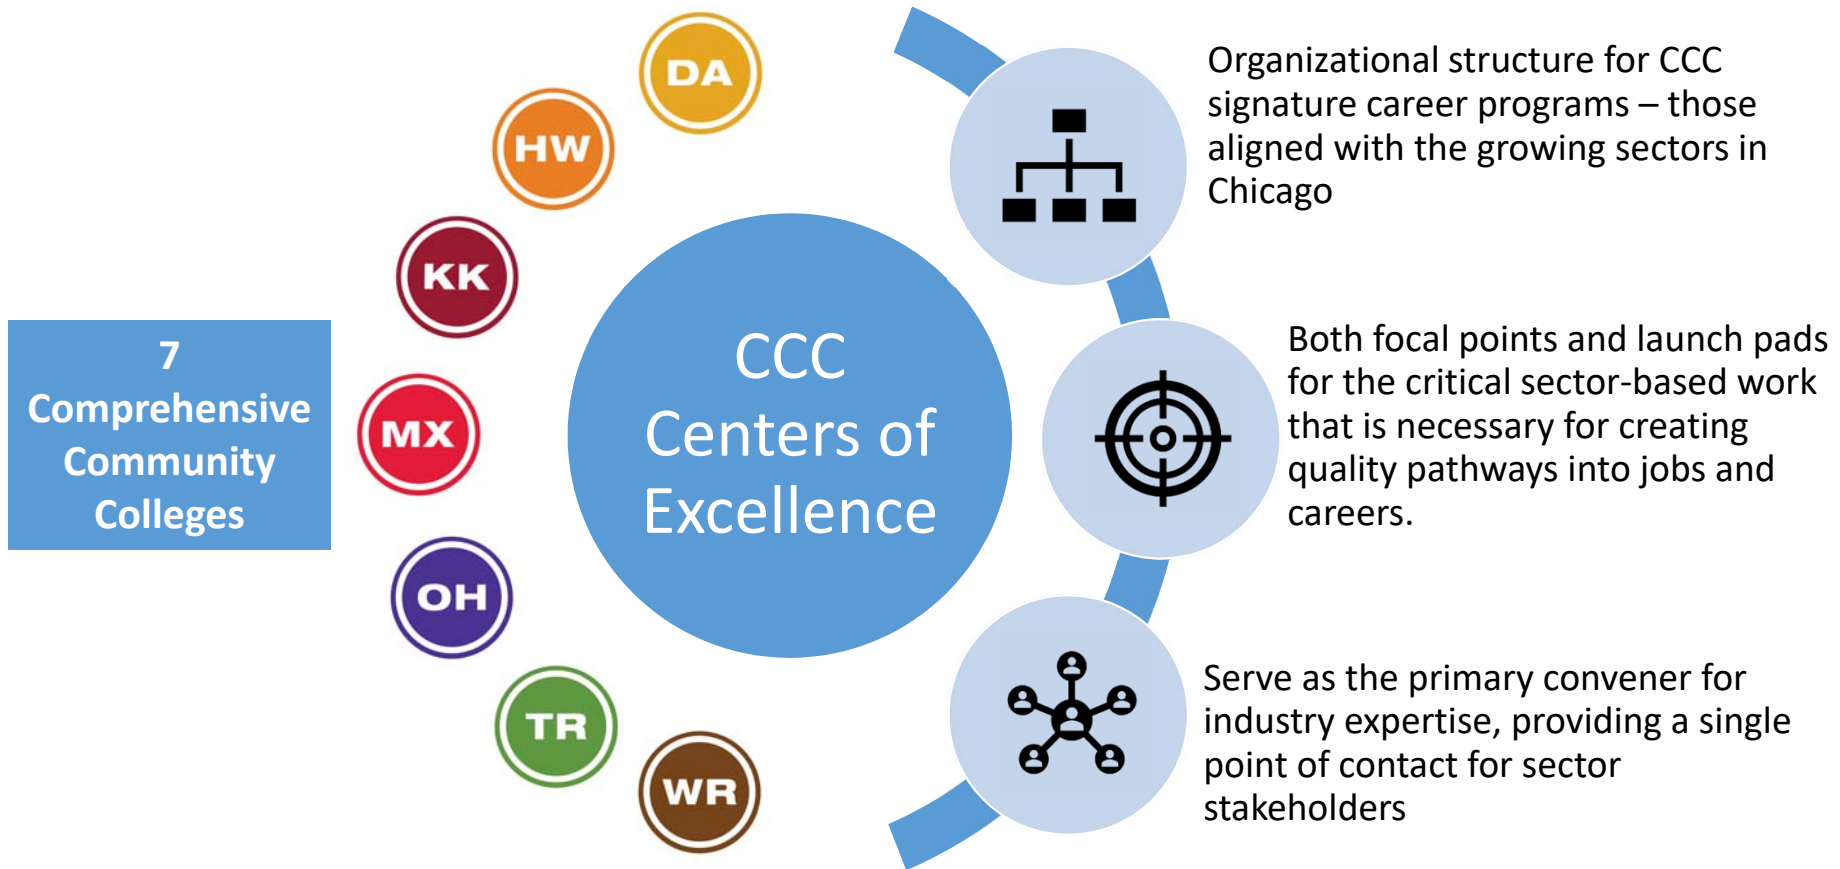 7
Comprehensive
Community
Colleges
DA
HW
KK
MX
OH
TR
WR
CCC
Centers of
Excellence
Organizational structure for CCC
signature career programs – those
aligned with the growing sectors in
Chicago
Both focal points and launch pads
for the critical sector-based work
that is necessary for creating
quality pathways into jobs and
careers.
Serve as the primary convener for
industry expertise, providing a single
point of contact for sector
stakeholders